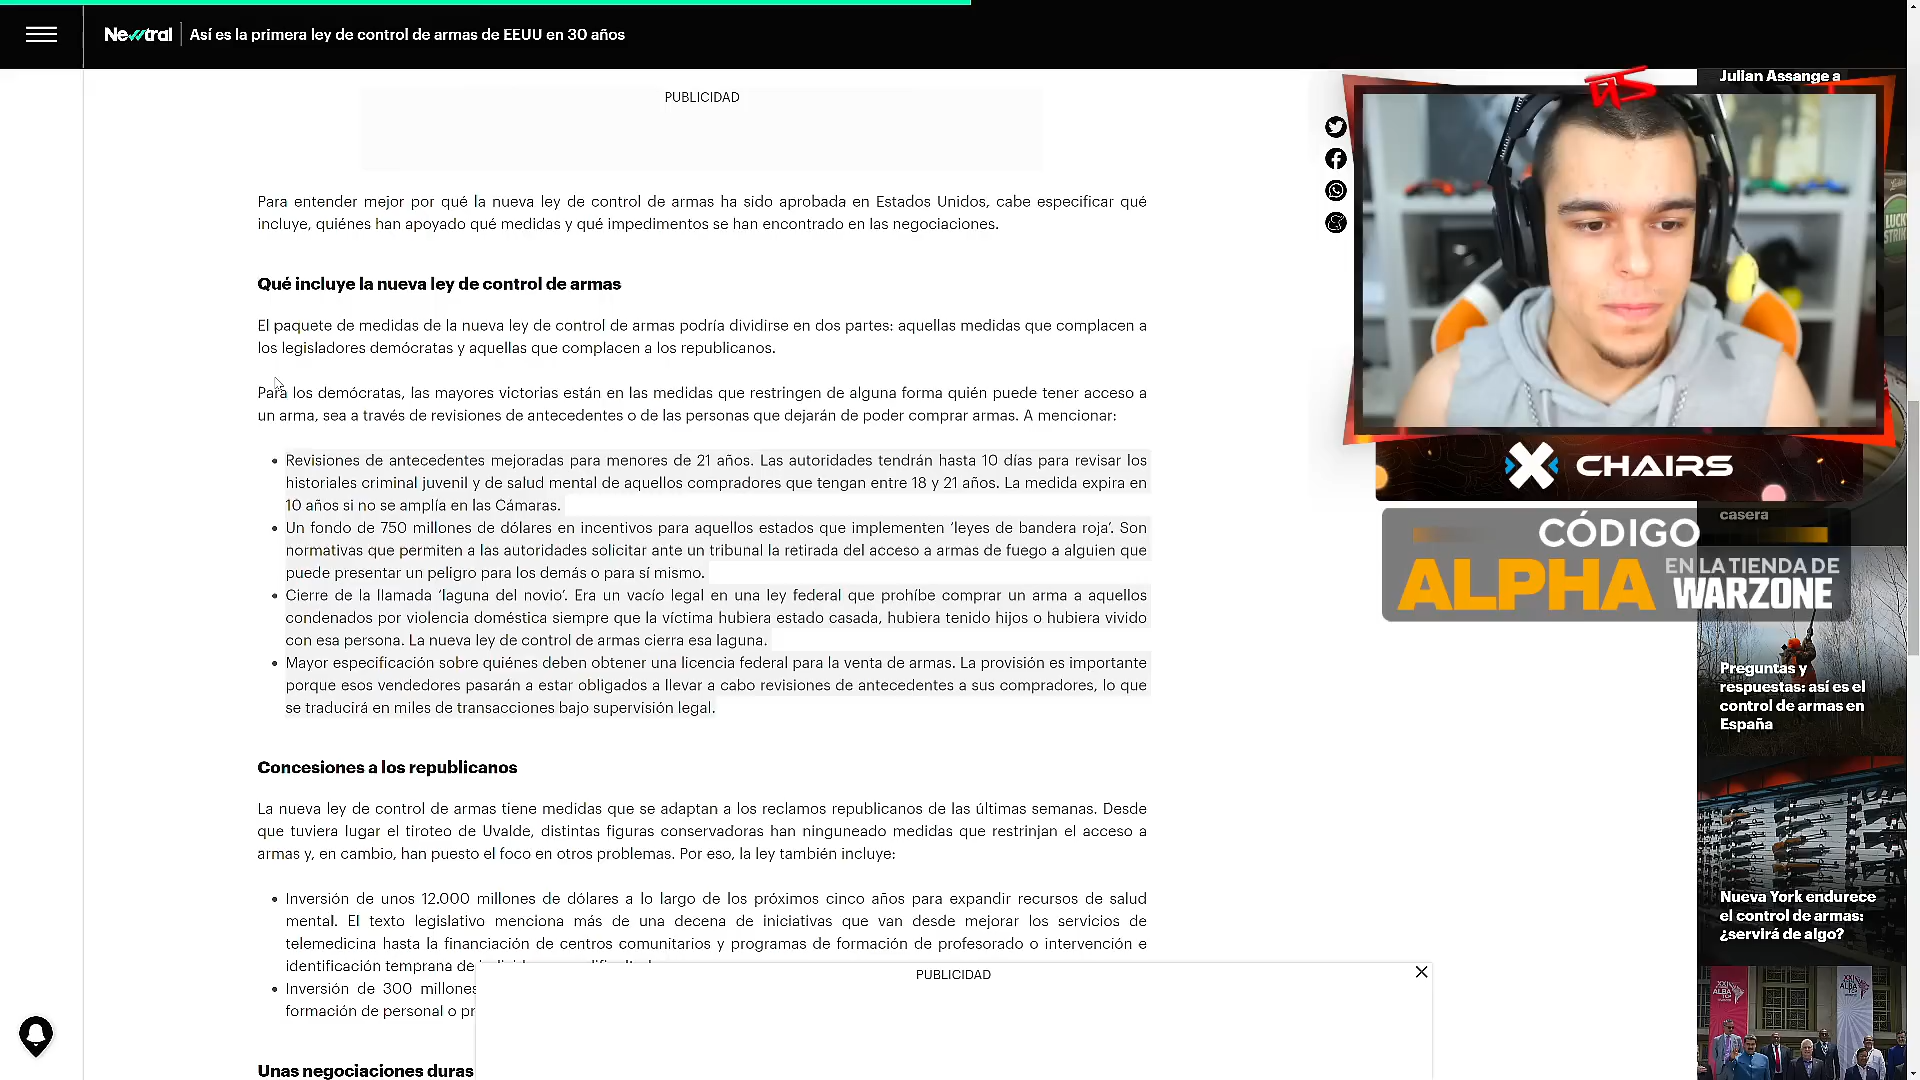 Newtral
Así es la primera ley de control de armas de EEUU en 30 años
PUBLICIDAD
Julian Assange a
Para entender mejor por qué la nueva ley de control de armas ha sido aprobada en Estados Unidos, cabe especificar qué
incluye, quiénes han apoyado qué medidas y qué impedimentos se han encontrado en las negociaciones.
Qué incluye la nueva ley de control de armas
El paquete de medidas de la nueva ley de control de armas podría dividirse en dos partes: aquellas medidas que complacen a
los legisladores demócratas y aquellas que complacen a los republicanos.
Para los demócratas, las mayores victorias están en las medidas que restringen de alguna forma quién puede tener acceso a
un arma, sea a través de revisiones de antecedentes o de las personas que dejarán de poder comprar armas. A mencionar:
Revisiones de antecedentes mejoradas para menores de 21 años. Las autoridades tendrán hasta 10 días para revisar los
historiales criminal juvenil y de salud mental de aquellos compradores que tengan entre 18 y 21 años. La medida expira en
10 años si no se amplía en las Cámaras.
Un fondo de 750 millones de dólares en incentivos para aquellos estados que implementen ‘leyes de bandera roja’. Son
normativas que permiten a las autoridades solicitar ante un tribunal la retirada del acceso a armas de fuego a alguien que
puede presentar un peligro para los demás o para sí mismo.
Cierre de la llamada ‘laguna del novio’. Era un vacío legal en una ley federal que prohíbe comprar un arma a aquellos
condenados por violencia doméstica siempre que la víctima hubiera estado casada, hubiera tenido hijos o hubiera vivido
con esa persona. La nueva ley de control de armas cierra esa laguna.
Mayor especificación sobre quiénes deben obtener una licencia federal para la venta de armas. La provisión es importante
porque esos vendedores pasarán a estar obligados a llevar a cabo revisiones de antecedentes a sus compradores, lo que
se traducirá en miles de transacciones bajo supervisión legal.
Concesiones a los republicanos
La nueva ley de control de armas tiene medidas que se adaptan a los reclamos republicanos de las últimas semanas. Desde
que tuviera lugar el tiroteo de Uvalde, distintas figuras conservadoras han ninguneado medidas que restrinjan el acceso a
armas y, en cambio, han puesto el foco en otros problemas. Por eso, la ley también incluye:
Inversión de unos 12.000 millones de dólares a lo largo de los próximos cinco años para expandir recursos de salud
mental. El texto legislativo menciona más de una decena de iniciativas que van desde mejorar los servicios de
telemedicina hasta la financiación de centros comunitarios y programas de formación de profesorado o intervención e
identificación temprana de
Inversión de 300 millones
formación de personal o pr
Unas negociaciones duras
PUBLICIDAD
X CHAIRS
casera
CÓDIGO
ALPHA
EN LA TIENDA DE
WARZONE
LUCKY
STRIK
Preguntas y
respuestas: así es el
control de armas en
España
Nueva York endurece
el control de armas:
¿servirá de algo?
XXI
ALBA
TCP
XXI
ALBA
TCP